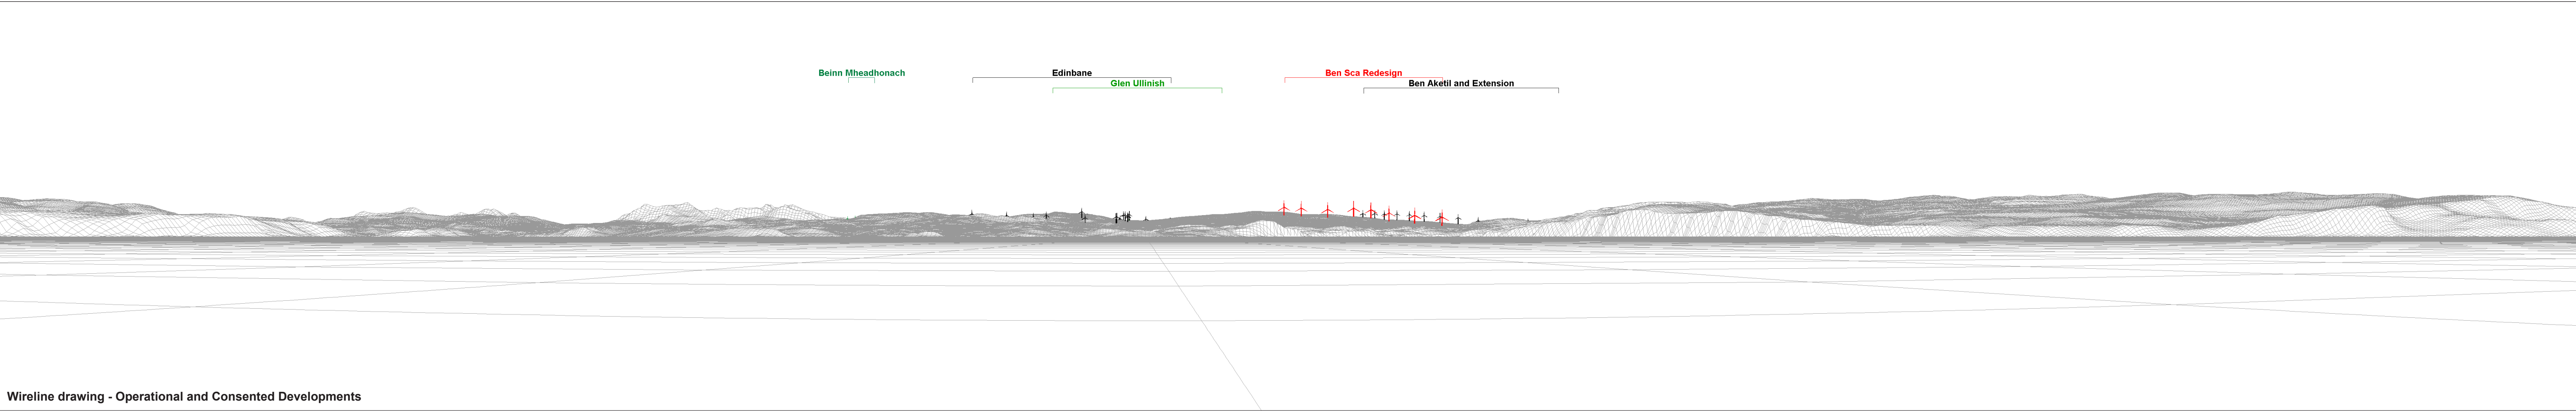 Beinn Mheadhonach
Edinbane
Ben Sca Redesign
Glen Ullinish
Ben Aketil and Extension
Wireline drawing - Operational and Consented Developments